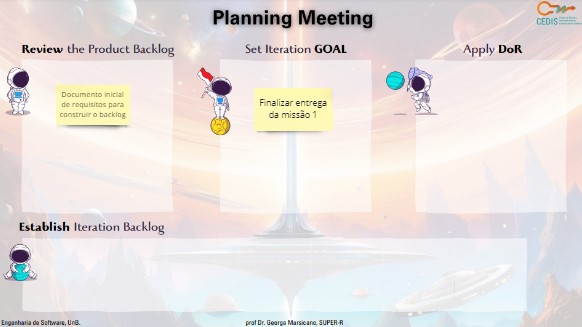 Planning Meeting
CEDIS
Review the Product Backlog
Set Iteration GOAL
Apply DoR
Documento inicial
de requisitos para
construir o backlog
Finalizar entrega
da missão 1
Establish Iteration Backlog
Engenharia de Software, UnB.
prof Dr. George Marsicano, SUPER-R